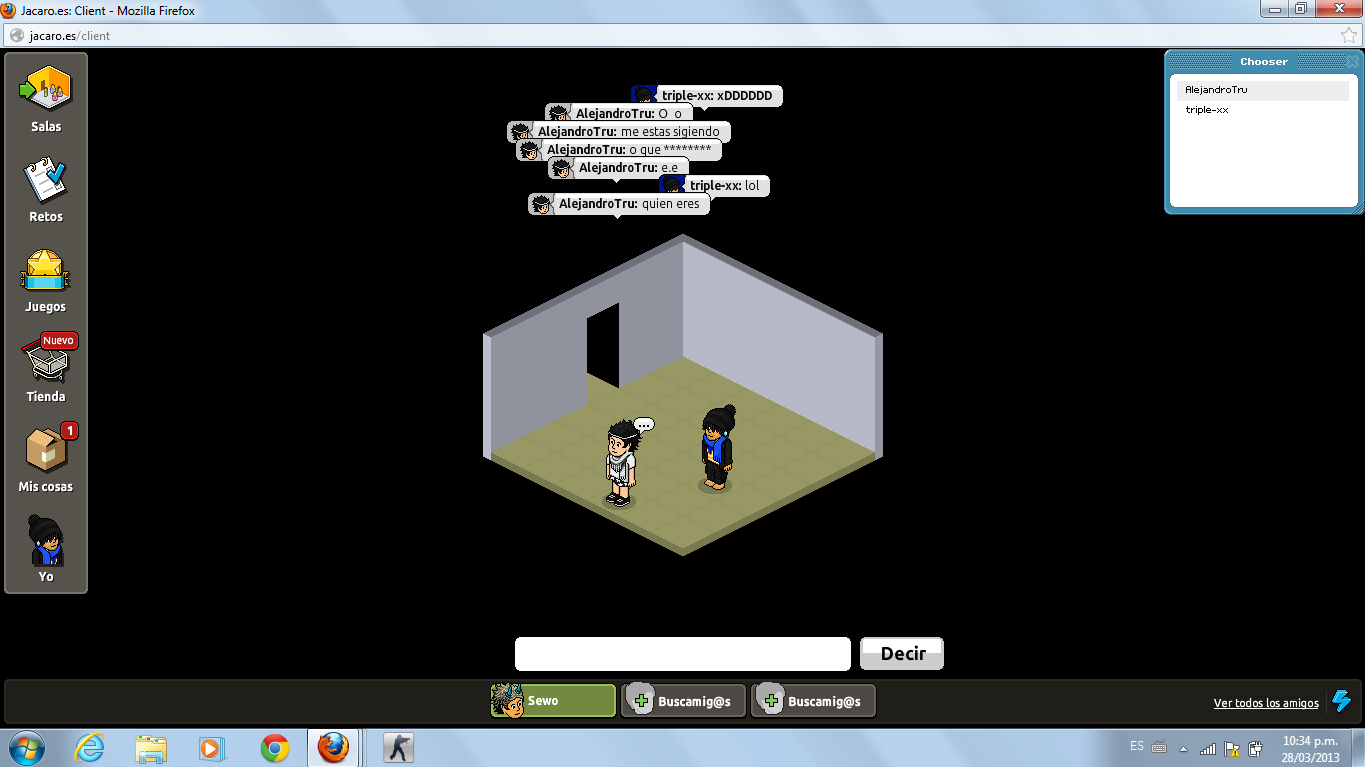 Jacaro.es: Client - Mozilla Firefox
jacaro.es/client
Salas
Retos
Juegos
Nuevo
Tienda
1
Mis cosas
Yo
triple-xx: xDDDDDD
AlejandroTru: O_o
AlejandroTru: me estas sigiendo
AlejandroTru: o que ********
AlejandroTru: e.e
triple-xx: lol
AlejandroTru: quien eres
...
Chooser
AlejandroTru
triple-xx
Decir
Sewo
Buscamig@s
Buscamig@s
Ver todos los amigos
ES
10:34 p.m.
28/03/2013